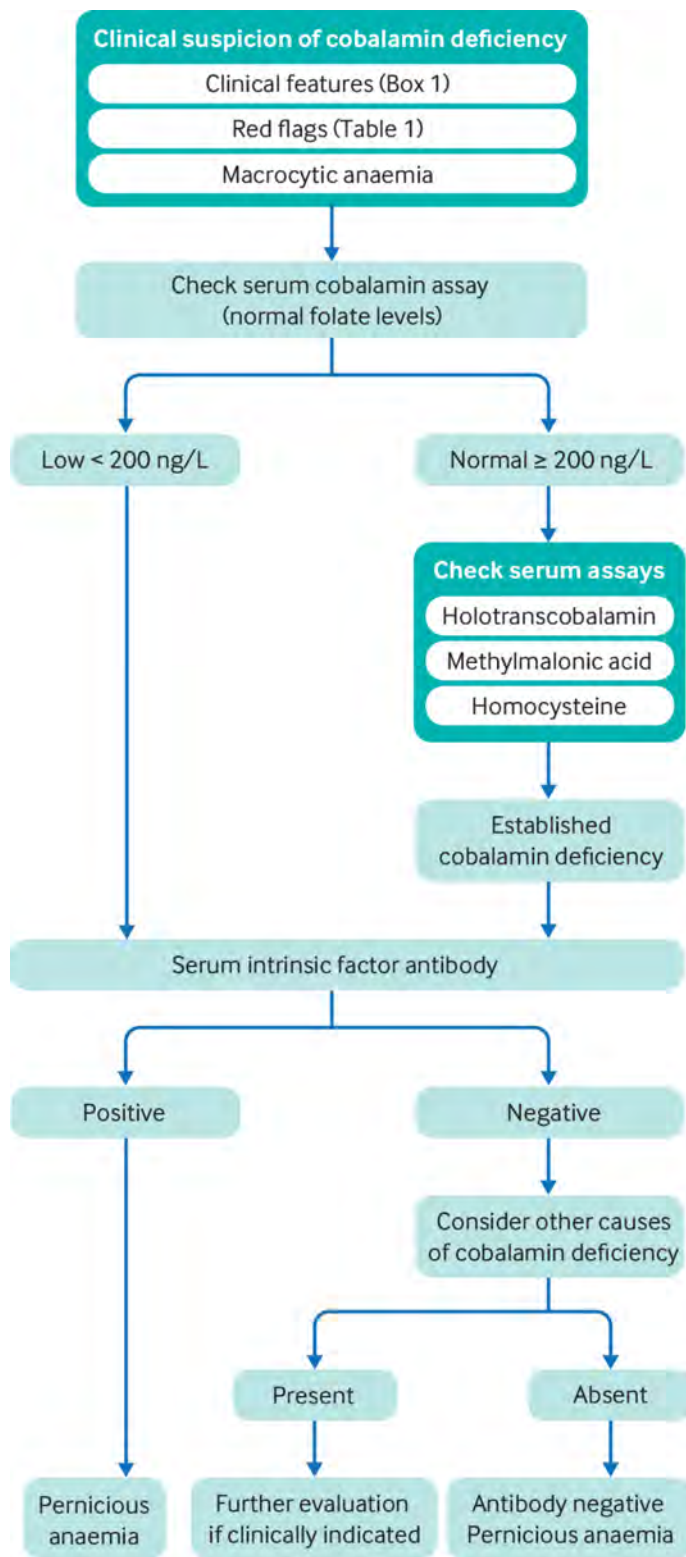 Clinical suspicion of cobalamin deficiency
Clinical features (Box 1)
Red flags (Table 1)
Macrocytic anaemia
Check serum cobalamin assay
(normal folate levels)
Low < 200 ng/L
Normal ≥ 200 ng/L
Check serum assays
Holotranscobalamin
Methylmalonic acid
Homocysteine
Established
cobalamin deficiency
Serum intrinsic factor antibody
Positive
Negative
Consider other causes
of cobalamin deficiency
Present
Absent
Pernicious
anaemia
Further evaluation
if clinically indicated
Antibody negative
Pernicious anaemia